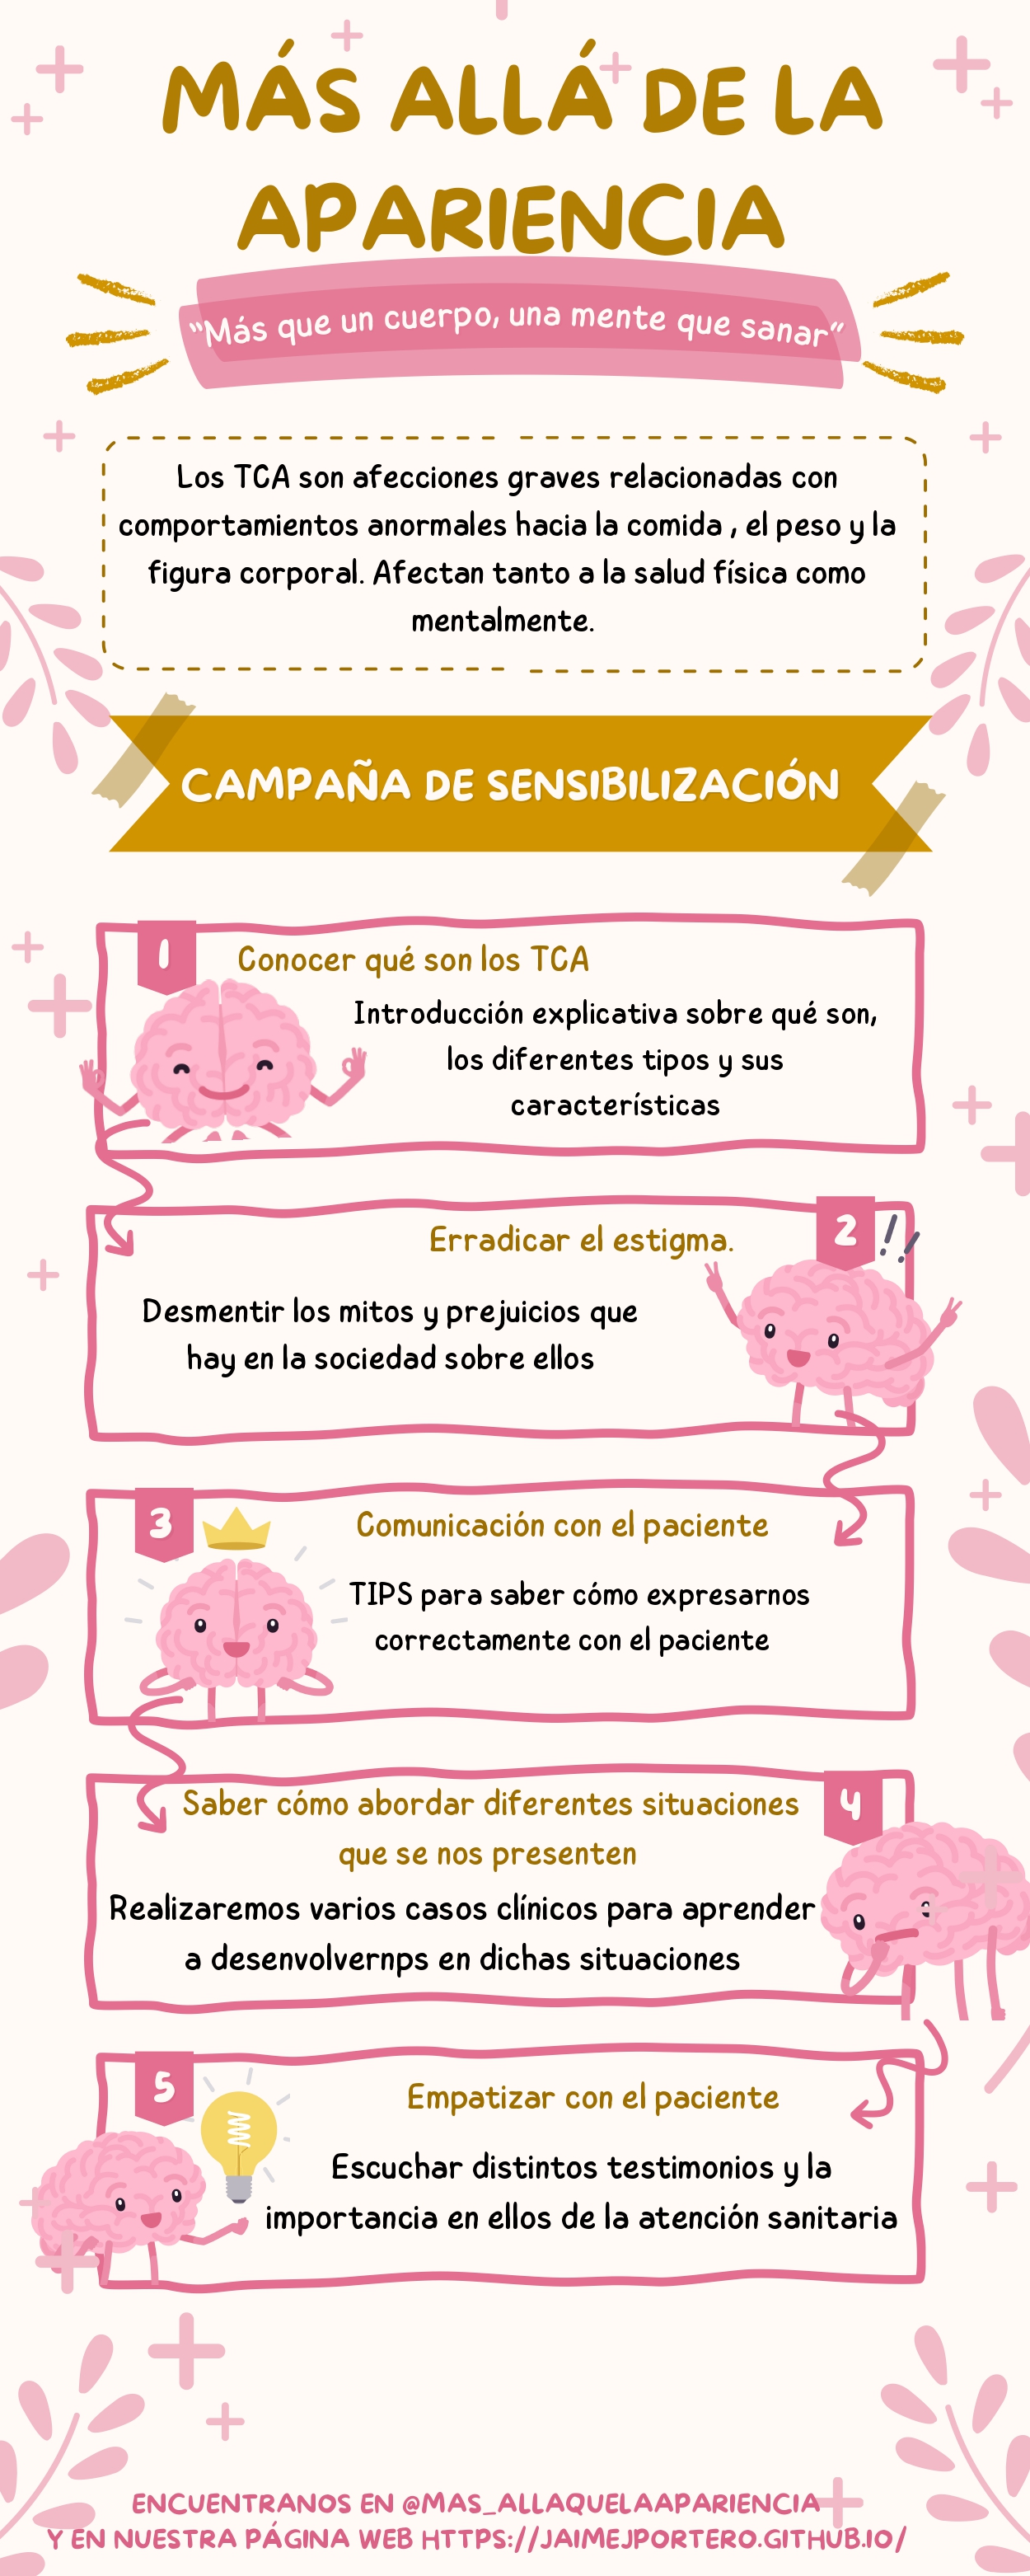 MÁS ALLÁ DE LA
APARIENCIA
"Más que un cuerpo, una mente que sanar"
Los TCA son afecciones graves relacionadas con
comportamientos anormales hacia la comida , el peso y la
figura corporal. Afectan tanto a la salud física como
mentalmente.
CAMPAÑA DE SENSIBILIZACIÓN
1
Conocer qué son los TCA
Introducción explicativa sobre qué son,
los diferentes tipos y sus
características
2
Erradicar el estigma.
Desmentir los mitos y prejuicios que
hay en la sociedad sobre ellos
3
Comunicación con el paciente
TIPS para saber cómo expresarnos
correctamente con el paciente
4
Saber cómo abordar diferentes situaciones
que se nos presenten
Realizaremos varios casos clínicos para aprender
a desenvolvernps en dichas situaciones
5
Empatizar con el paciente
Escuchar distintos testimonios y la
importancia en ellos de la atención sanitaria
ENCUENTRANOS EN @MAS_ALLAQUELAAPARIENCIA
Y EN NUESTRA PÁGINA WEB HTTPS://JAIMEJPORTERO.GITHUB.IO/